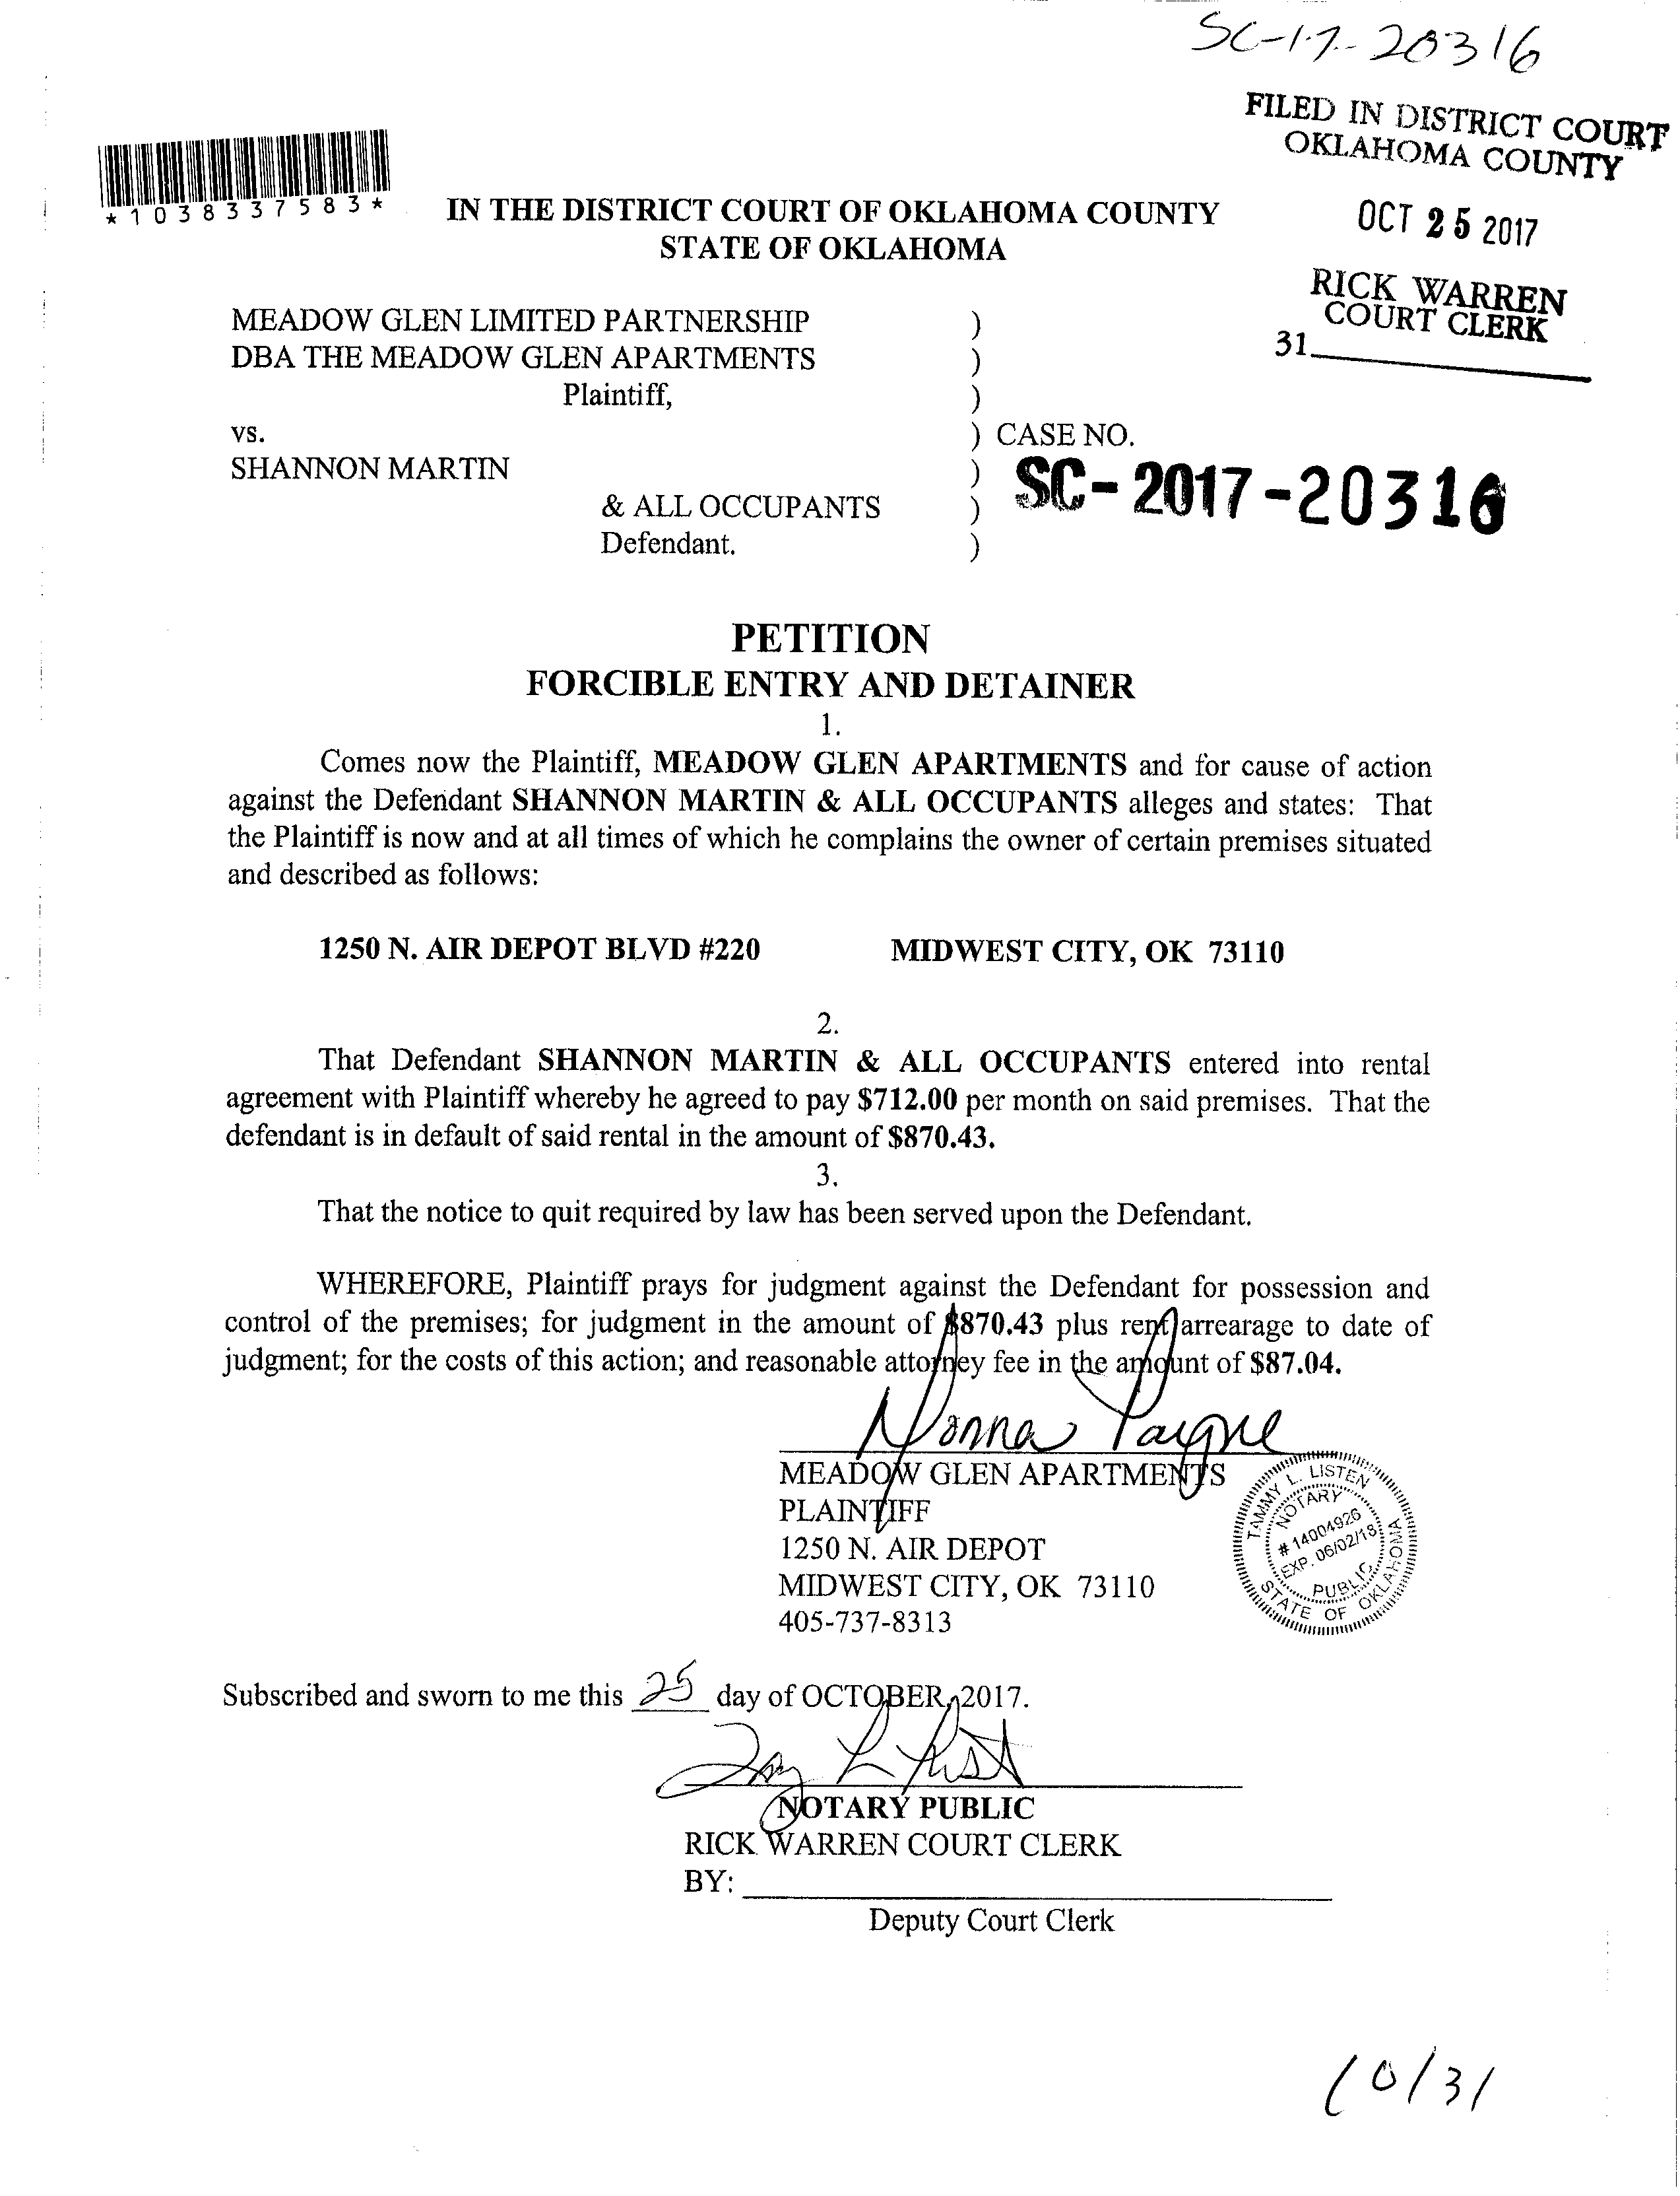 SC-17-20316
FILED IN DISTRICT COURT
OKLAHOMA COUNTY
OCT 25 2017
RICK WARREN
COURT CLERK
31
*1038337583*
IN THE DISTRICT COURT OF OKLAHOMA COUNTY
STATE OF OKLAHOMA
MEADOW GLEN LIMITED PARTNERSHIP )
DBA THE MEADOW GLEN APARTMENTS )
Plaintiff, )
vs. ) CASE NO.
SHANNON MARTIN ) SC-2017-20316
& ALL OCCUPANTS )
Defendant. )
PETITION
FORCIBLE ENTRY AND DETAINER
1.
Comes now the Plaintiff, MEADOW GLEN APARTMENTS and for cause of action
against the Defendant SHANNON MARTIN & ALL OCCUPANTS alleges and states: That
the Plaintiff is now and at all times of which he complains the owner of certain premises situated
and described as follows:
1250 N. AIR DEPOT BLVD #220 MIDWEST CITY, OK 73110
2.
That Defendant SHANNON MARTIN & ALL OCCUPANTS entered into rental
agreement with Plaintiff whereby he agreed to pay $712.00 per month on said premises. That the
defendant is in default of said rental in the amount of $870.43.
3.
That the notice to quit required by law has been served upon the Defendant.
WHEREFORE, Plaintiff prays for judgment against the Defendant for possession and
control of the premises; for judgment in the amount of $870.43 plus rent arrearage to date of
judgment; for the costs of this action; and reasonable attorney fee in the amount of $87.04.
Donna Payne
MEADOW GLEN APARTMENTS
PLAINTIFF
1250 N. AIR DEPOT
MIDWEST CITY, OK 73110
405-737-8313
TAMMY L. LISTEN
NOTARY
# 14004926
EXP. 06/02/18
PUBLIC
STATE OF OKLAHOMA
Subscribed and sworn to me this 25 day of OCTOBER, 2017.
NOTARY PUBLIC
RICK WARREN COURT CLERK
BY:
Deputy Court Clerk
10/31